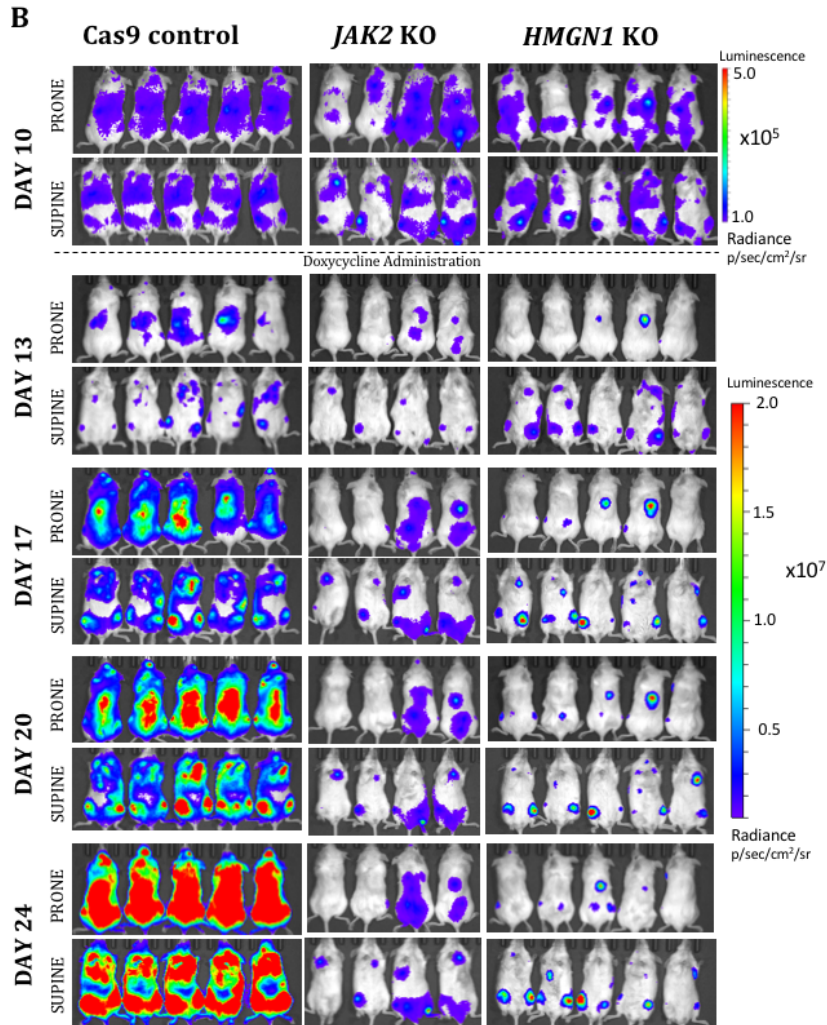 B
Cas9 control JAK2 KO HMGN1 KO
DAY 10
PRONE
SUPINE
Luminescence
5.0
x10⁵
1.0
Radiance
p/sec/cm²/sr
Doxycycline Administration
DAY 13
PRONE
SUPINE
DAY 17
PRONE
SUPINE
DAY 20
PRONE
SUPINE
DAY 24
PRONE
SUPINE
Luminescence
2.0
1.5
x10⁷
1.0
0.5
Radiance
p/sec/cm²/sr